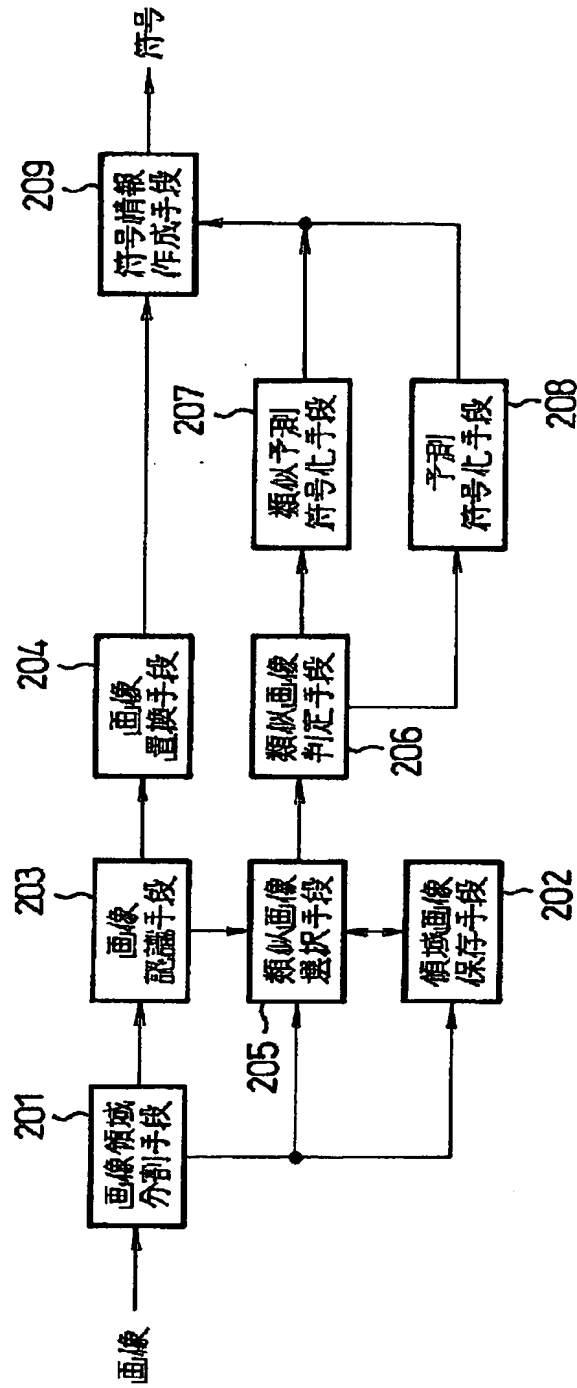 画像
201
画像領域
分割手段
203
画像
認識手段
204
画像
置換手段
209
符号情報
作成手段
符号
205
類似画像
選択手段
206
類似画像
判定手段
207
類似予測
符号化手段
202
領域画像
保存手段
208
予測
符号化手段